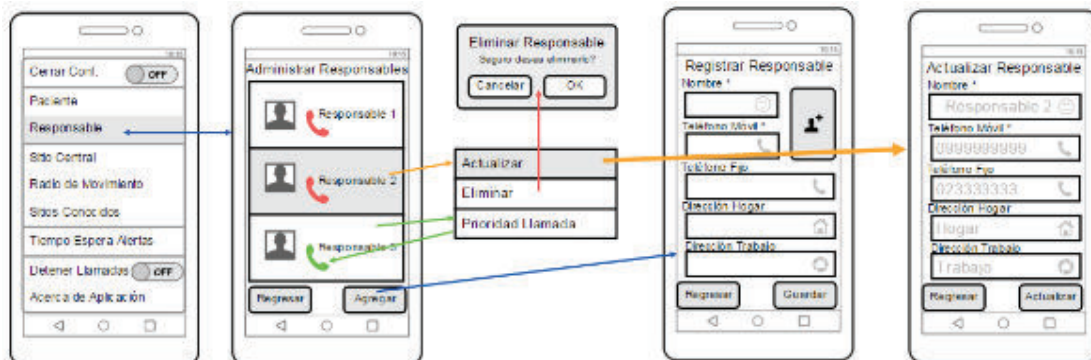 Cerrar Conf.
OFF
Paciente
Responsable
Sitio Central
Radio de Movimiento
Sitios Conocidos
Tiempo Espera Alertas
Detener Llamadas
OFF
Acerca de Aplicación
Administrar Responsables
Responsable 1
Responsable 2
Responsable 3
Regresar
Agregar
Eliminar Responsable
Seguro desea eliminarlo?
Cancelar
OK
Actualizar
Eliminar
Prioridad Llamada
Registrar Responsable
Nombre *
Teléfono Móvil *
Teléfono Fijo
Dirección Hogar
Dirección Trabajo
Regresar
Guardar
Actualizar Responsable
Nombre *
Responsable 2
Teléfono Móvil *
0999999999
Teléfono Fijo
023333333
Dirección Hogar
Hogar
Dirección Trabajo
Trabajo
Regresar
Actualizar